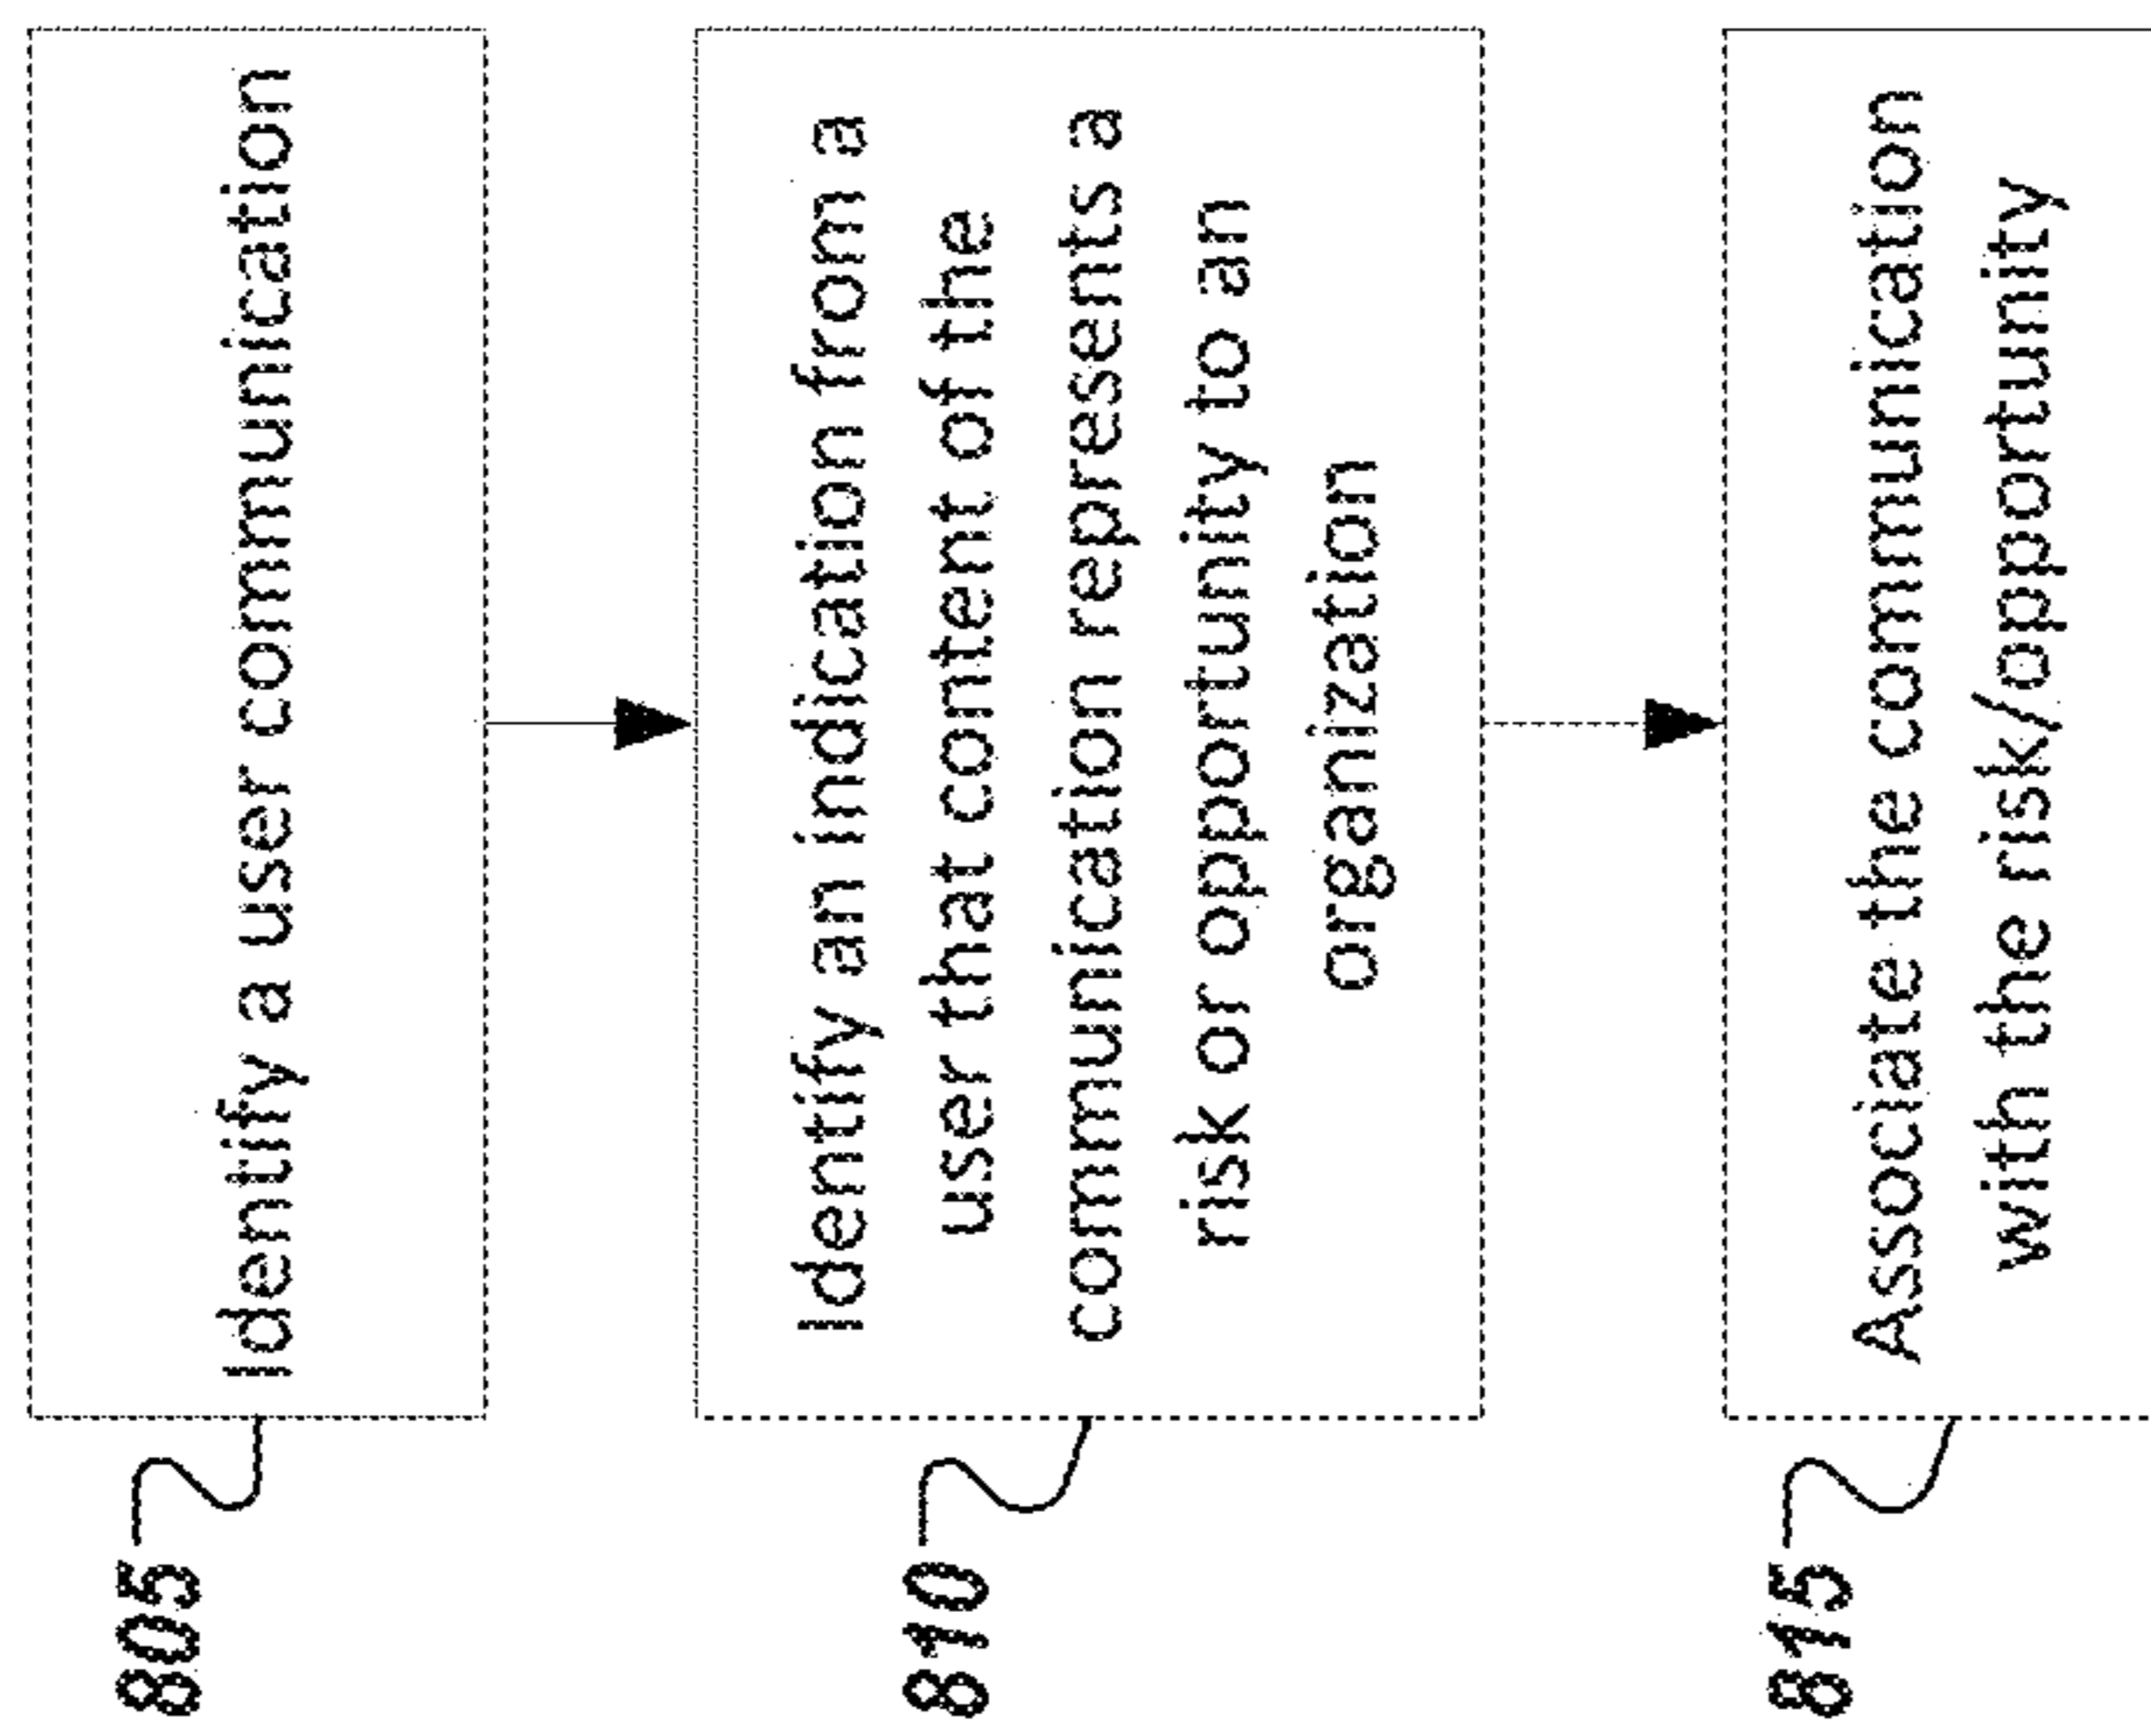 805
Identify a user communication
810
Identify an indication from a
user that content of the
communication represents a
risk or opportunity to an
organization
815
Associate the communication
with the risk/opportunity